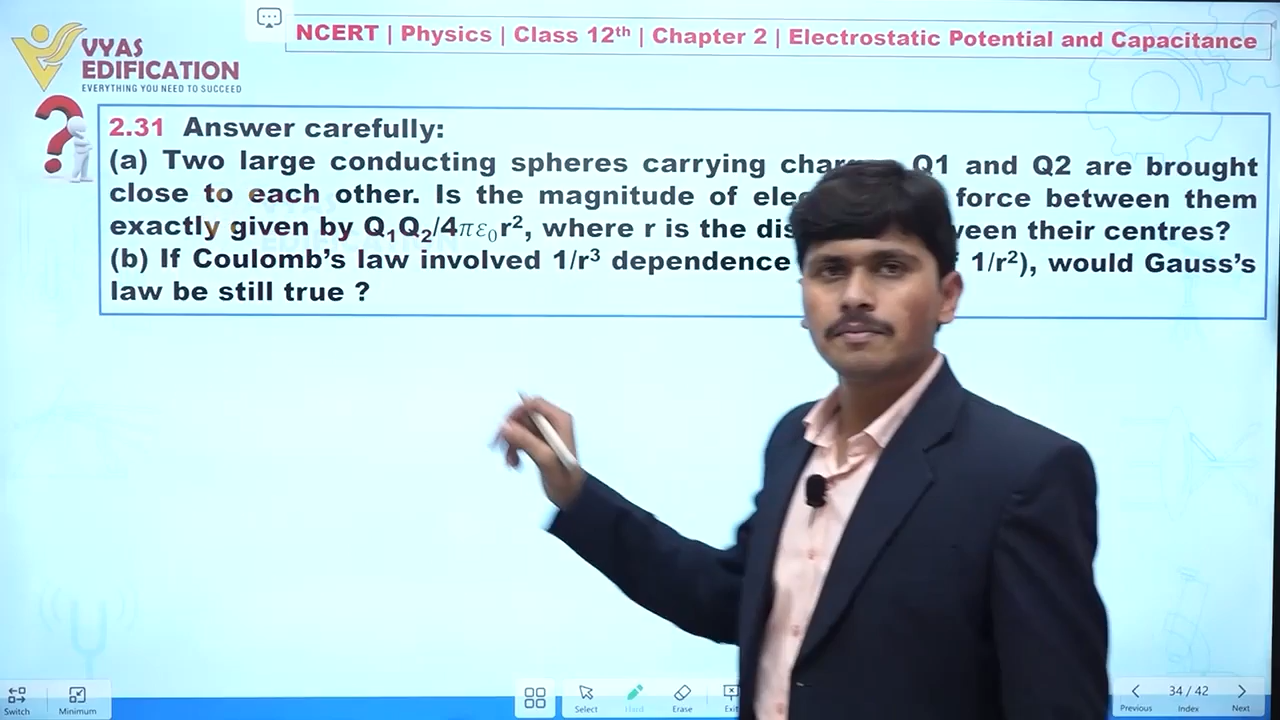 VYAS
EDIFICATION
EVERYTHING YOU NEED TO SUCCEED
NCERT | Physics | Class 12th | Chapter 2 | Electrostatic Potential and Capacitance
2.31 Answer carefully:
(a) Two large conducting spheres carrying Q1 and Q2 are brought
close to each other. Is the magnitude of force between them
exactly given by Q₁Q₂/4πε₀r², where r is the their centres?
(b) If Coulomb’s law involved 1/r³ dependence 1/r²), would Gauss’s
law be still true ?
Switch
Minimum
Select
Hard
Erase
Exit
Previous
34 / 42
Index
Next